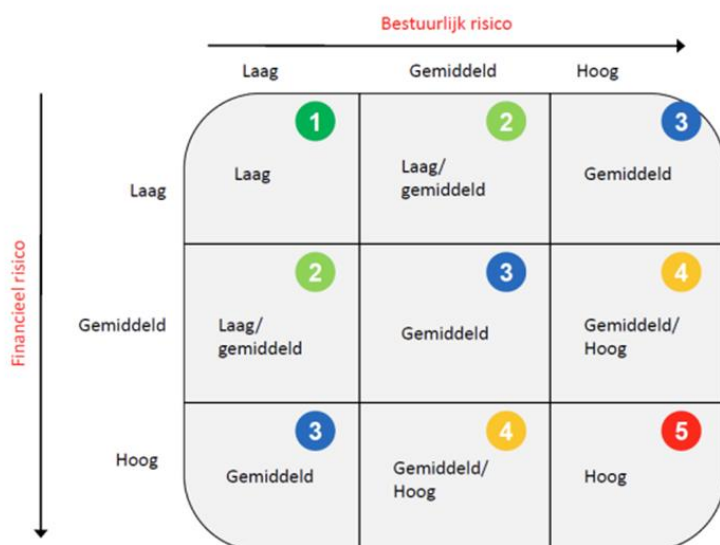 Bestuurlijk risico
Laag Gemiddeld Hoog
Financieel risico
Laag
1
Laag
2
Laag/
gemiddeld
3
Gemiddeld
Gemiddeld
2
Laag/
gemiddeld
3
Gemiddeld
4
Gemiddeld/
Hoog
Hoog
3
Gemiddeld
4
Gemiddeld/
Hoog
5
Hoog